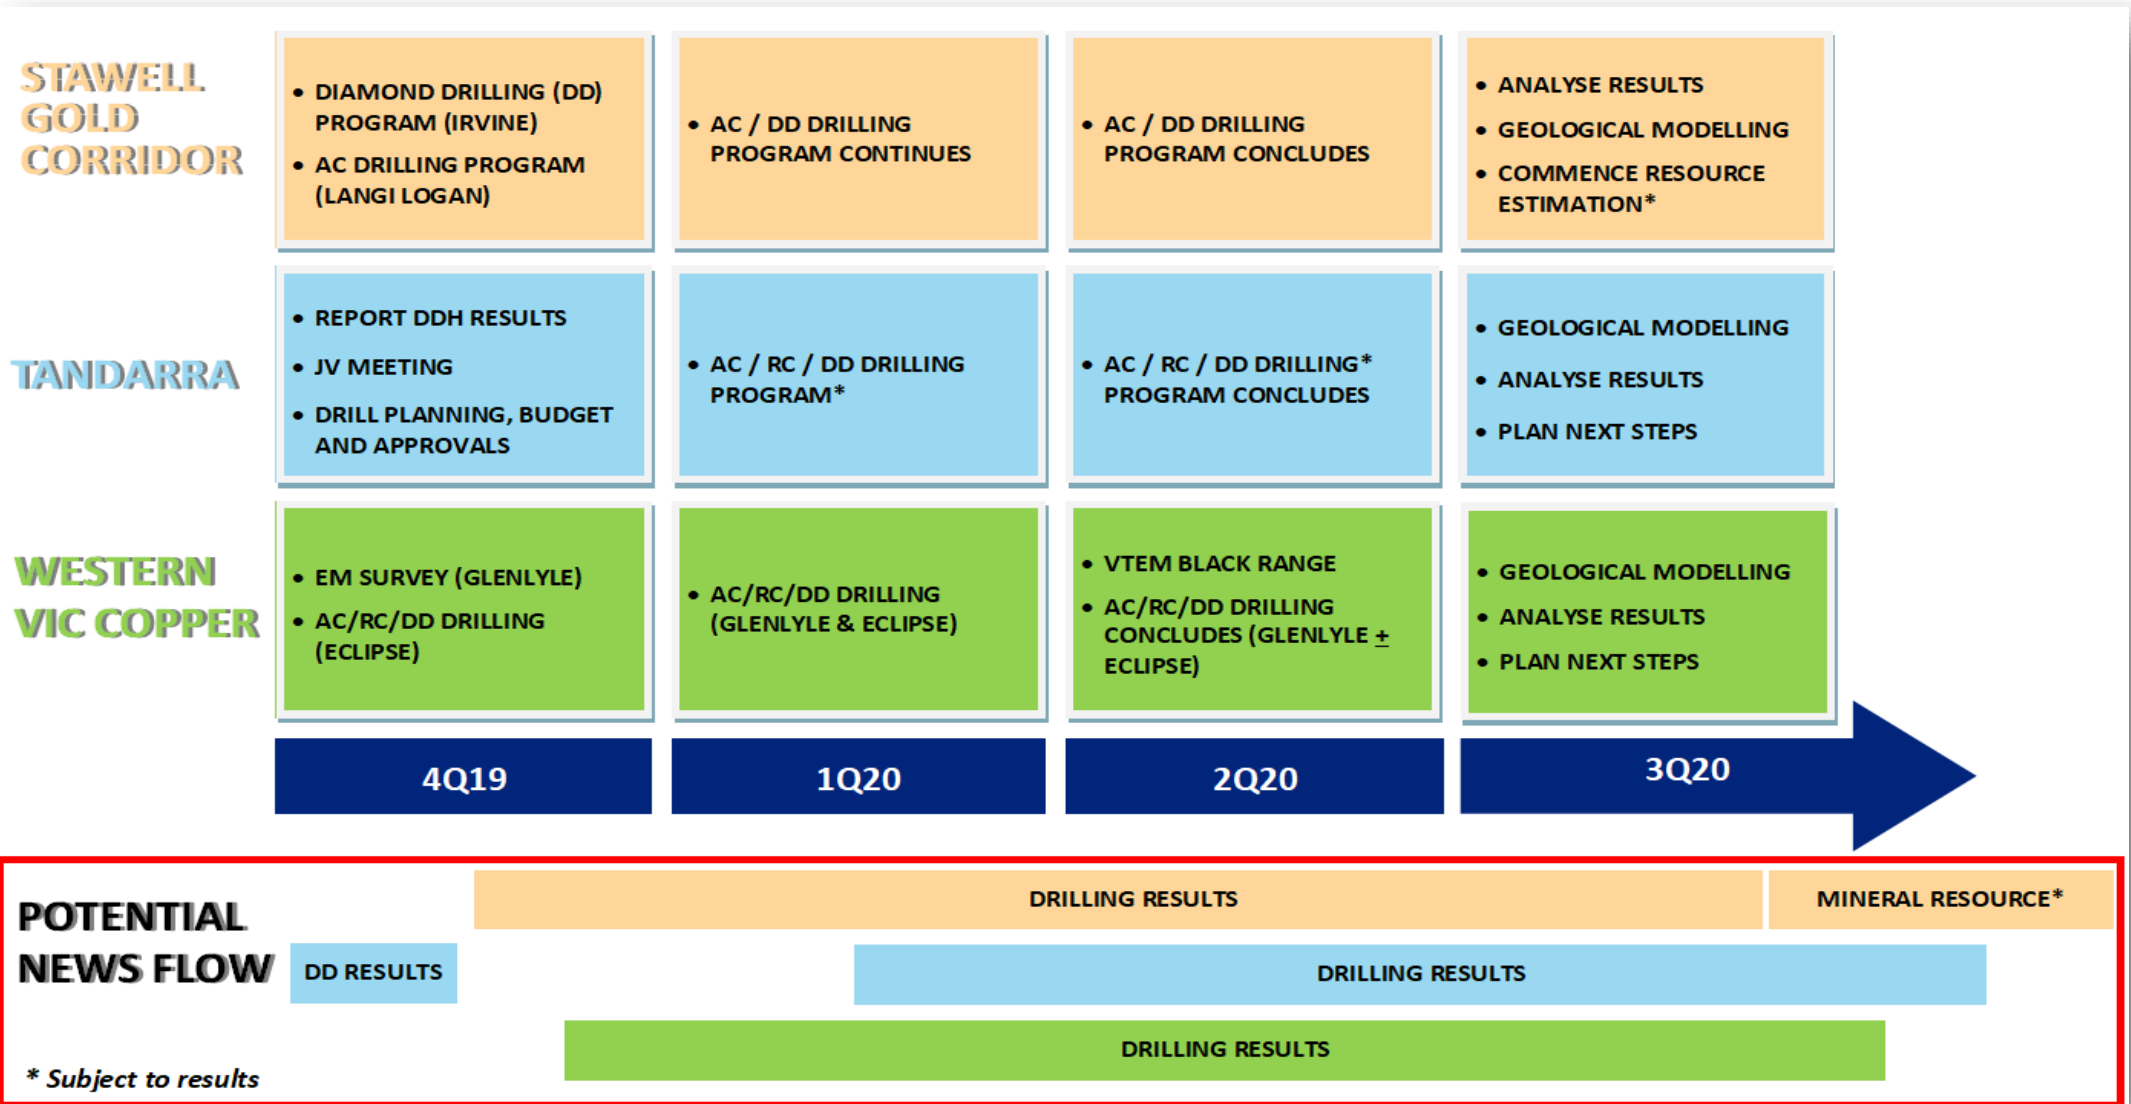 STAWELL
GOLD
CORRIDOR
• DIAMOND DRILLING (DD)
PROGRAM (IRVINE)
• AC DRILLING PROGRAM
(LANGI LOGAN)
• AC / DD DRILLING
PROGRAM CONTINUES
• AC / DD DRILLING
PROGRAM CONCLUDES
• ANALYSE RESULTS
• GEOLOGICAL MODELLING
• COMMENCE RESOURCE
ESTIMATION*
TANDARRA
• REPORT DDH RESULTS
• JV MEETING
• DRILL PLANNING, BUDGET
AND APPROVALS
• AC / RC / DD DRILLING
PROGRAM*
• AC / RC / DD DRILLING*
PROGRAM CONCLUDES
• GEOLOGICAL MODELLING
• ANALYSE RESULTS
• PLAN NEXT STEPS
WESTERN
VIC COPPER
• EM SURVEY (GLENLYLE)
• AC/RC/DD DRILLING
(ECLIPSE)
• AC/RC/DD DRILLING
(GLENLYLE & ECLIPSE)
• VTEM BLACK RANGE
• AC/RC/DD DRILLING
CONCLUDES (GLENLYLE ±
ECLIPSE)
• GEOLOGICAL MODELLING
• ANALYSE RESULTS
• PLAN NEXT STEPS
4Q19
1Q20
2Q20
3Q20
POTENTIAL
NEWS FLOW
DRILLING RESULTS
MINERAL RESOURCE*
DD RESULTS
DRILLING RESULTS
DRILLING RESULTS
* Subject to results